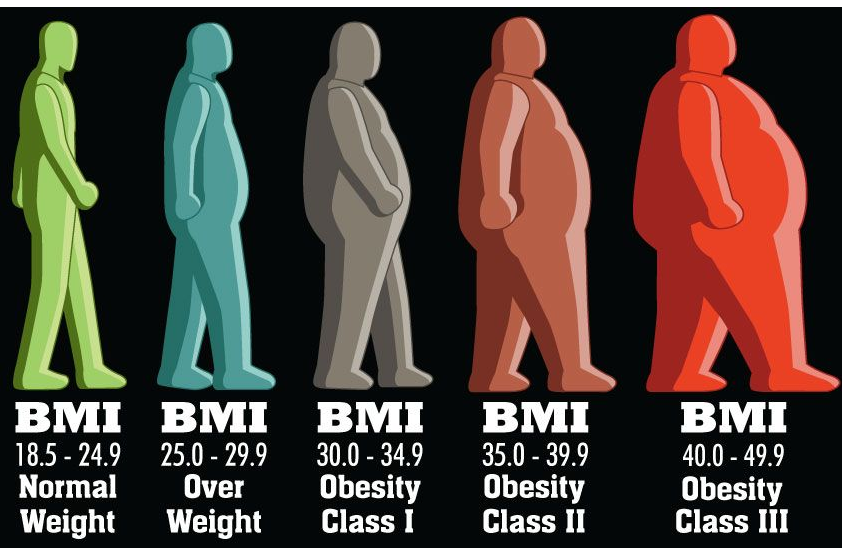 BMI
18.5 - 24.9
Normal
Weight
BMI
25.0 - 29.9
Over
Weight
BMI
30.0 - 34.9
Obesity
Class I
BMI
35.0 - 39.9
Obesity
Class II
BMI
40.0 - 49.9
Obesity
Class III